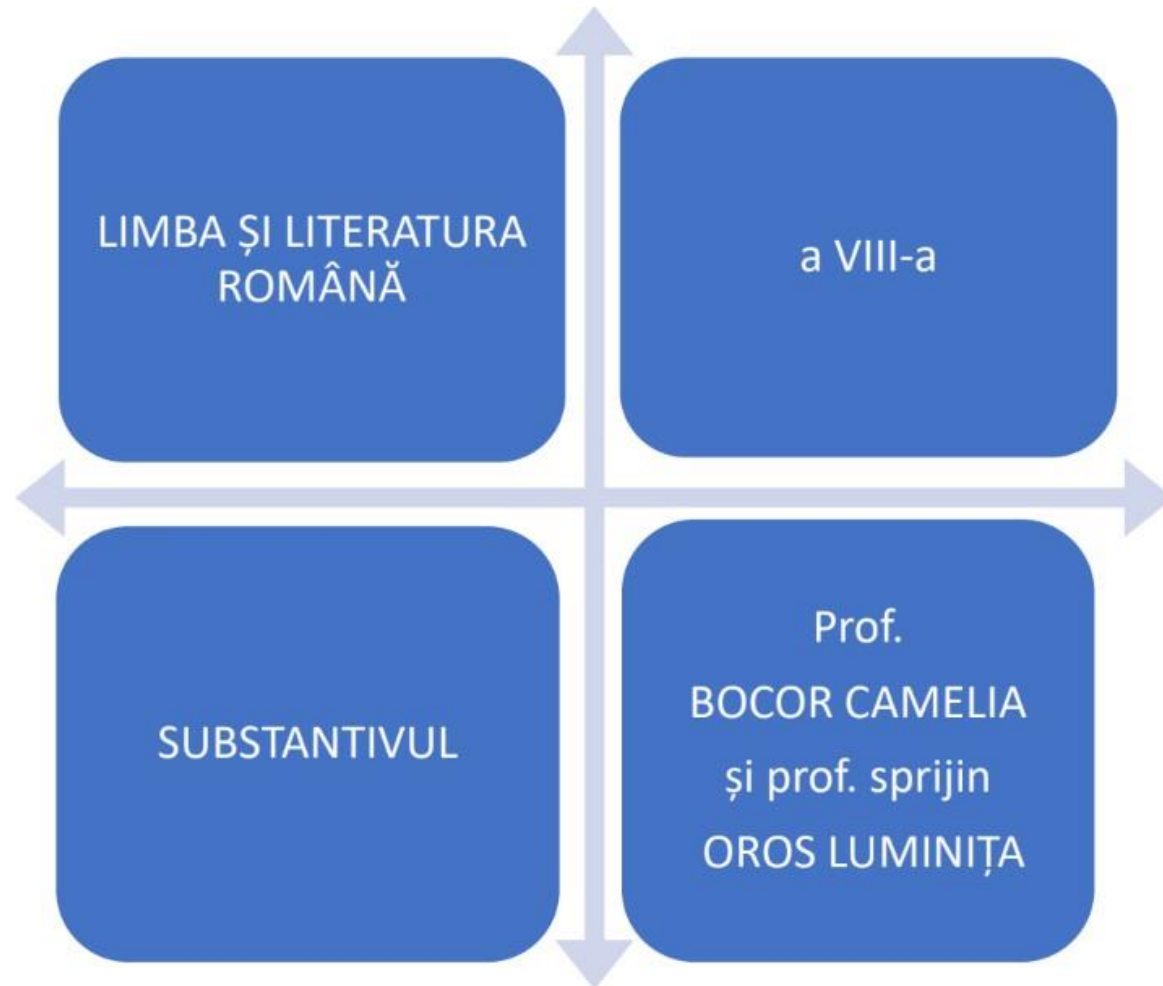 LIMBA ȘI LITERATURA
ROMÂNĂ
a VIII-a
SUBSTANTIVUL
Prof.
BOCOR CAMELIA
și prof. sprijin
OROS LUMINIȚA